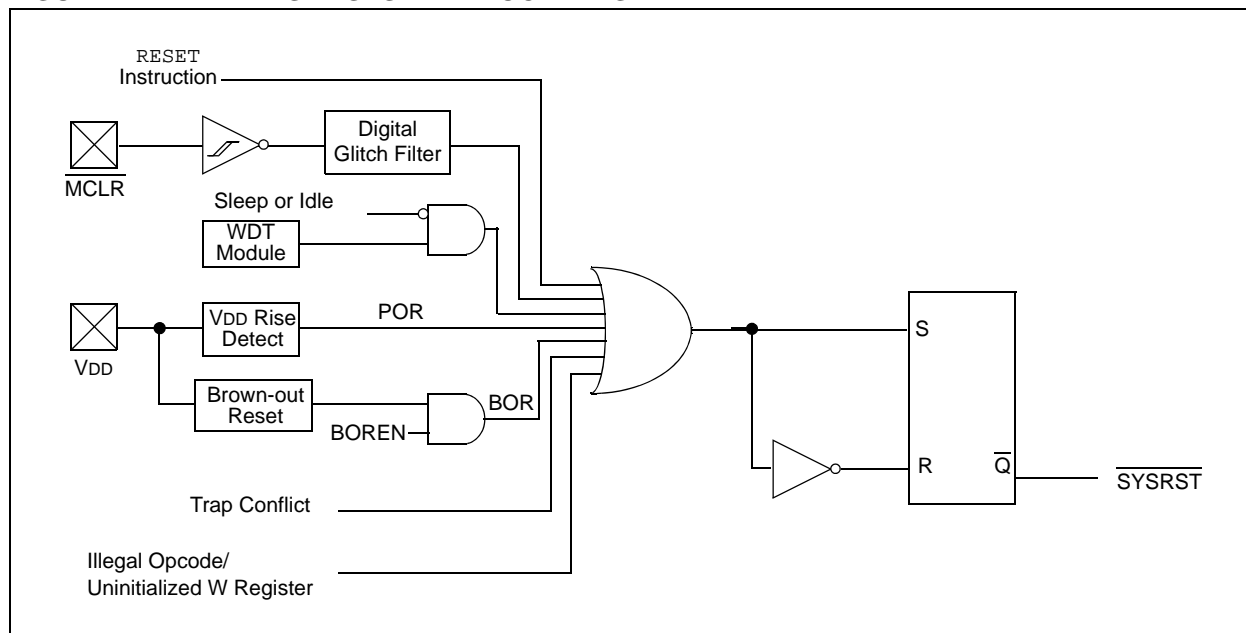 RESET
Instruction
Digital
Glitch Filter
MCLR
Sleep or Idle
WDT
Module
VDD
VDD Rise
Detect
POR
Brown-out
Reset
BOREN
BOR
Trap Conflict
Illegal Opcode/
Uninitialized W Register
S
R
Q
SYSRST